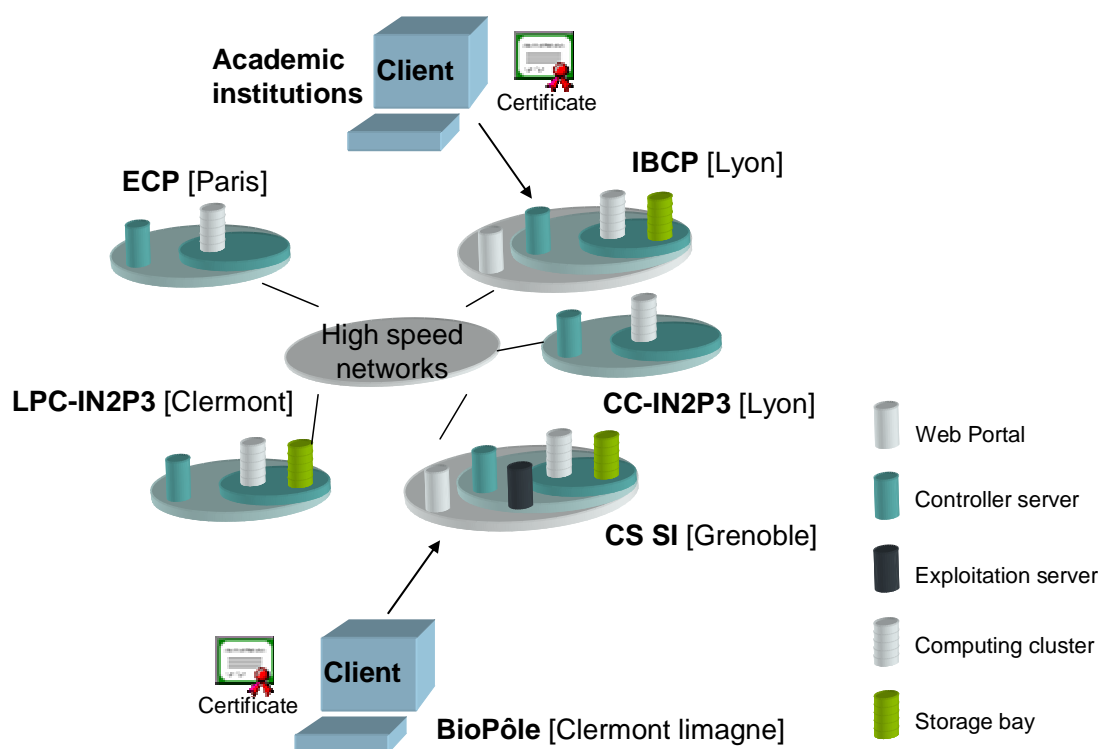 Academic
institutions
Client
Certificate
ECP [Paris]
IBCP [Lyon]
High speed
networks
LPC-IN2P3 [Clermont]
CC-IN2P3 [Lyon]
CS SI [Grenoble]
Web Portal
Controller server
Exploitation server
Computing cluster
Storage bay
Certificate
Client
BioPôle [Clermont limagne]